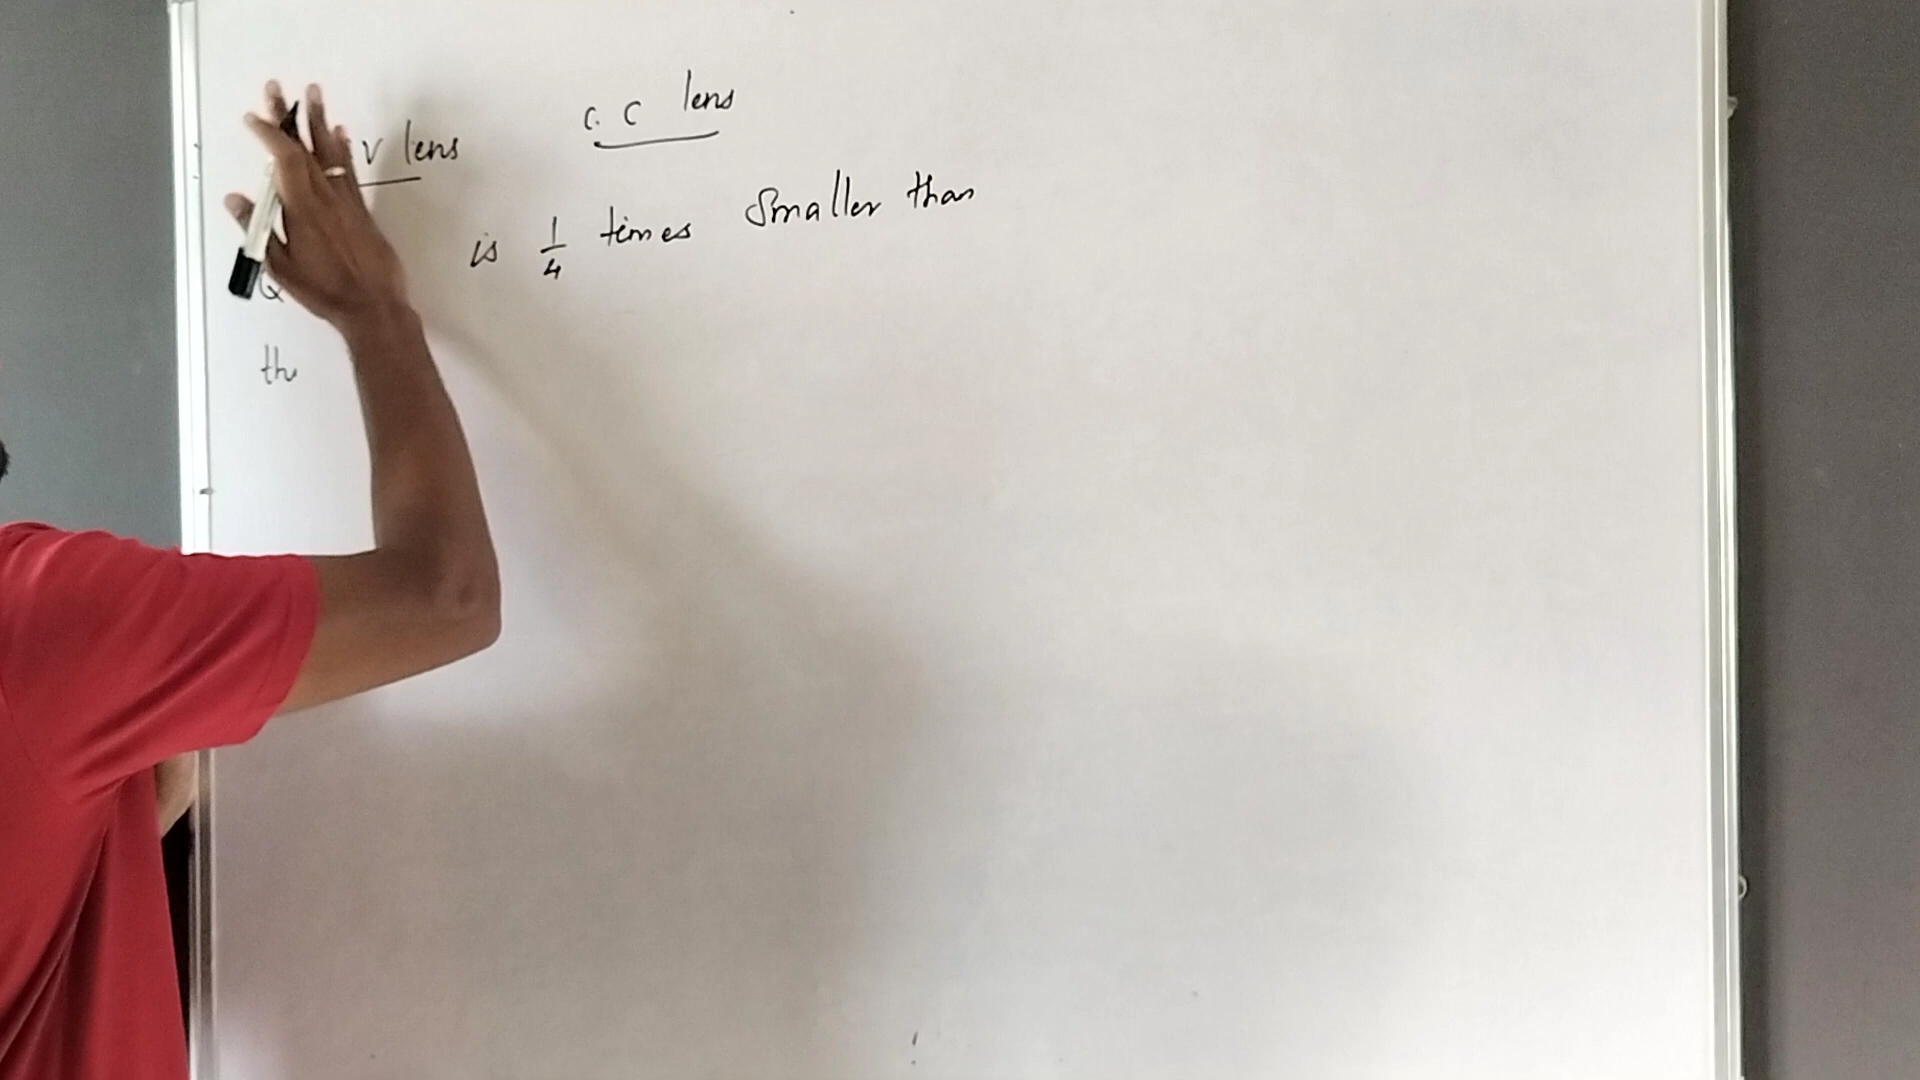 v lens c. c lens
Q is 1/4 times smaller than
th